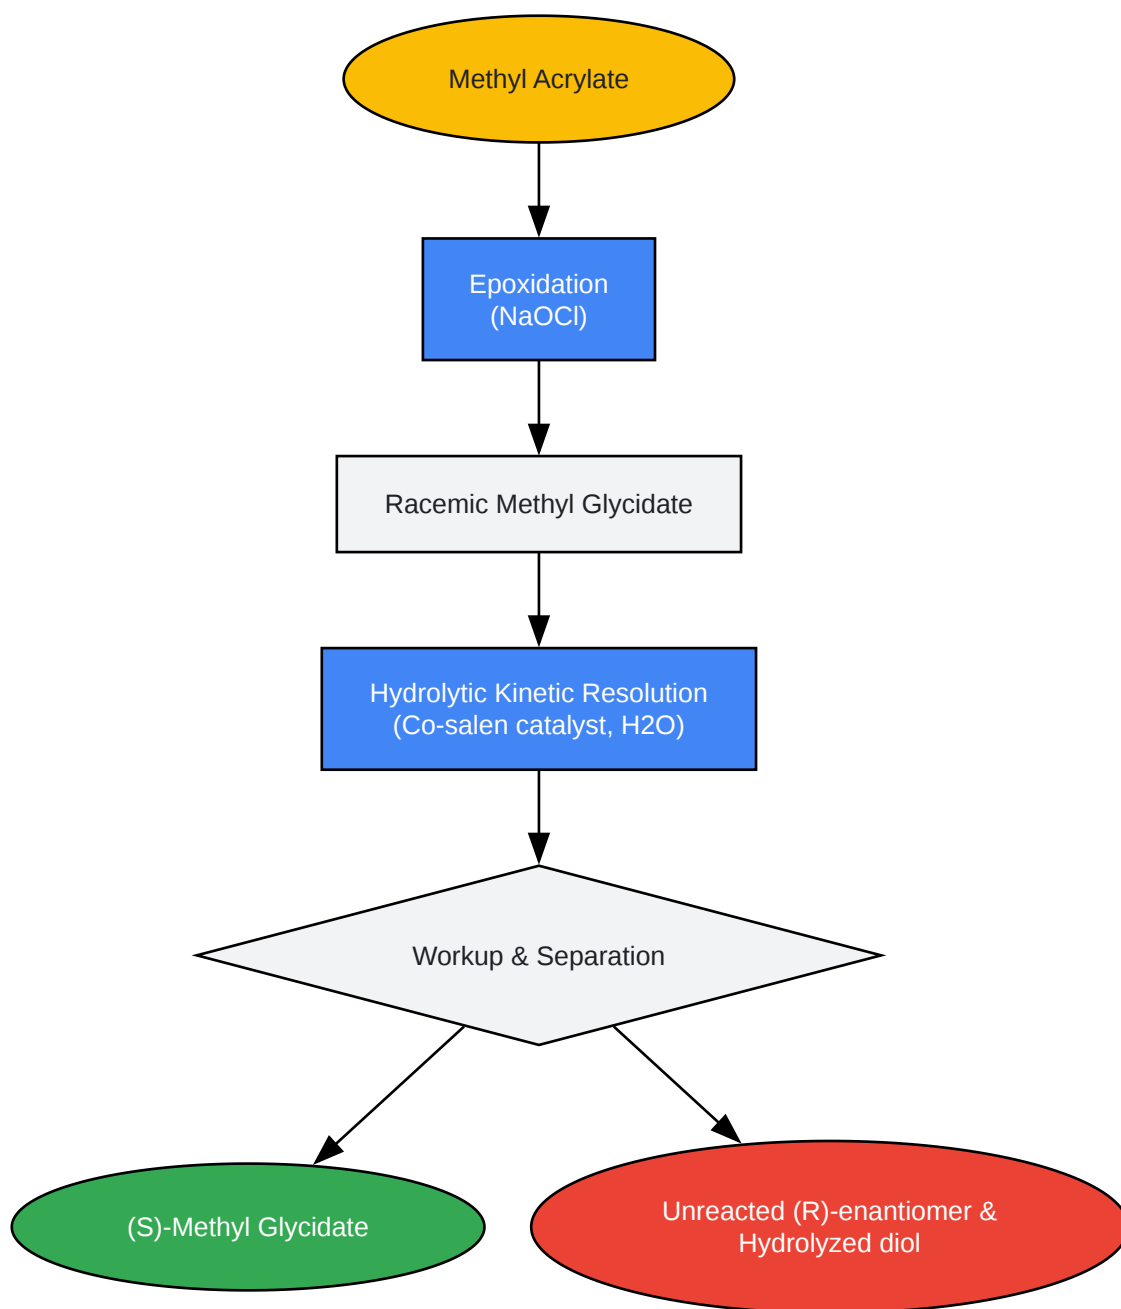 Methyl Acrylate
Epoxidation
(NaOCl)
Racemic Methyl Glycidate
Hydrolytic Kinetic Resolution
(Co-salen catalyst, H2O)
Workup & Separation
(S)-Methyl Glycidate
Unreacted (R)-enantiomer &
Hydrolyzed diol